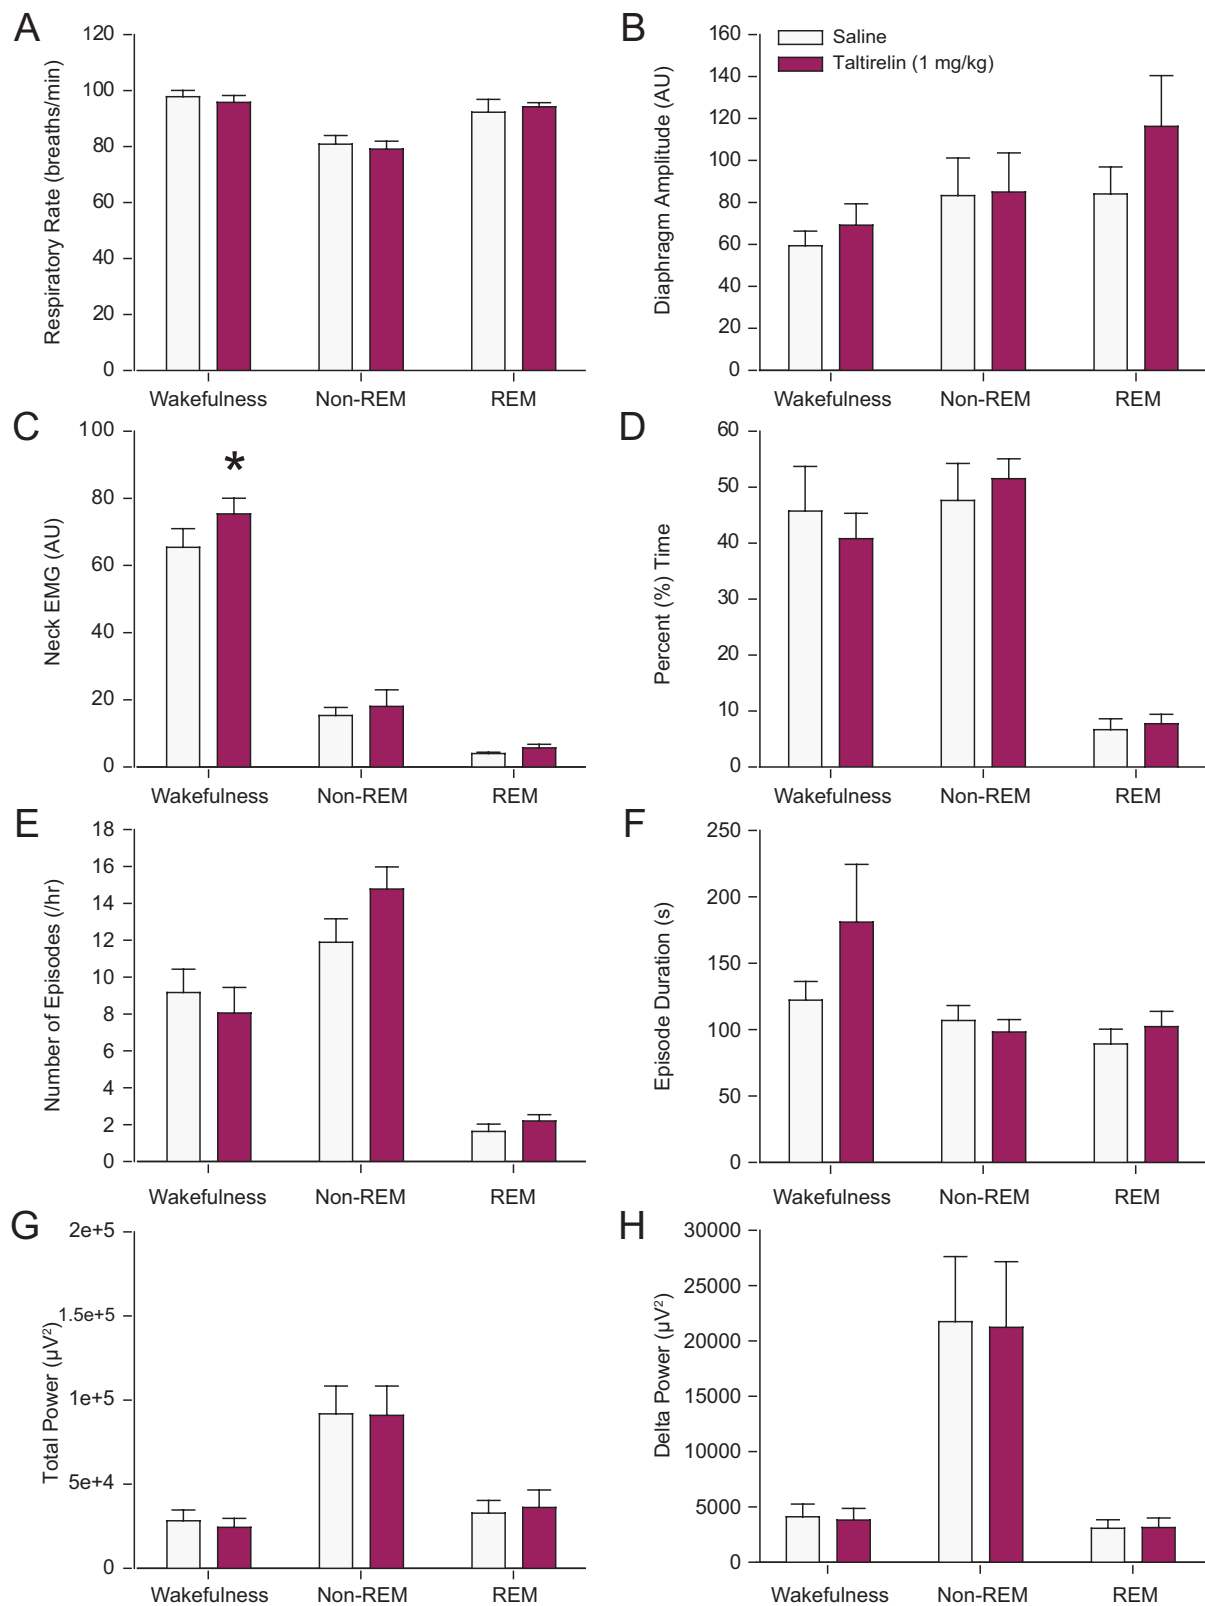 A
120
100
80
60
40
20
0
Respiratory Rate (breaths/min)
Wakefulness Non-REM REM
B
160
140
120
100
80
60
40
20
0
Diaphragm Amplitude (AU)
Saline
Taltirelin (1 mg/kg)
Wakefulness Non-REM REM
C
100
80
60
40
20
0
Neck EMG (AU)
*
Wakefulness Non-REM REM
D
60
50
40
30
20
10
0
Percent (%) Time
Wakefulness Non-REM REM
E
18
16
14
12
10
8
6
4
2
0
Number of Episodes (/hr)
Wakefulness Non-REM REM
F
250
200
150
100
50
0
Episode Duration (s)
Wakefulness Non-REM REM
G
2e+5
1.5e+5
1e+5
5e+4
0
Total Power (µV²)
Wakefulness Non-REM REM
H
30000
25000
20000
15000
10000
5000
0
Delta Power (µV²)
Wakefulness Non-REM REM